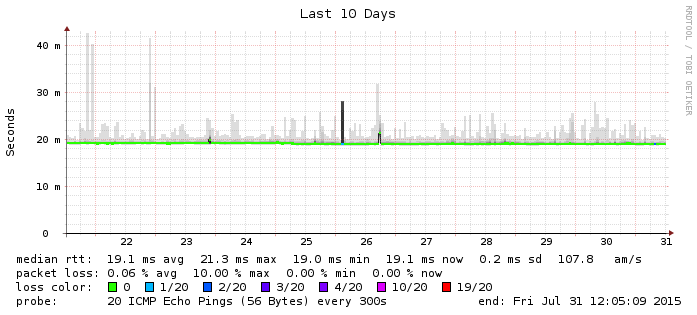 Last 10 Days
RRDTOOL / TOBI OETIKER
Seconds
40 m
30 m
20 m
10 m
0
22 23 24 25 26 27 28 29 30 31
median rtt: 19.1 ms avg 21.3 ms max 19.0 ms min 19.1 ms now 0.2 ms sd 107.8 am/s
packet loss: 0.06 % avg 10.00 % max 0.00 % min 0.00 % now
loss color: 0 1/20 2/20 3/20 4/20 10/20 19/20
probe: 20 ICMP Echo Pings (56 Bytes) every 300s end: Fri Jul 31 12:05:09 2015